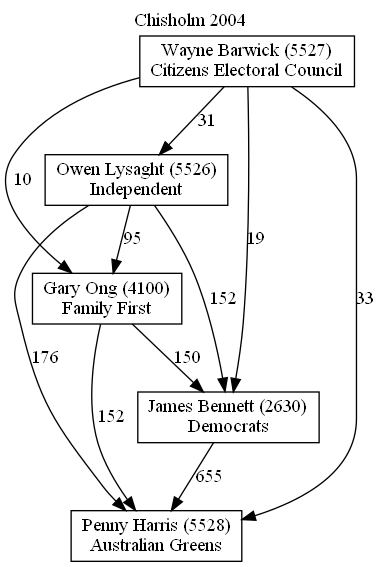 Chisholm 2004
Wayne Barwick (5527)
Citizens Electoral Council
31
Owen Lysaght (5526)
Independent
10
95
19
Gary Ong (4100)
Family First
152
33
176
150
James Bennett (2630)
Democrats
152
655
Penny Harris (5528)
Australian Greens